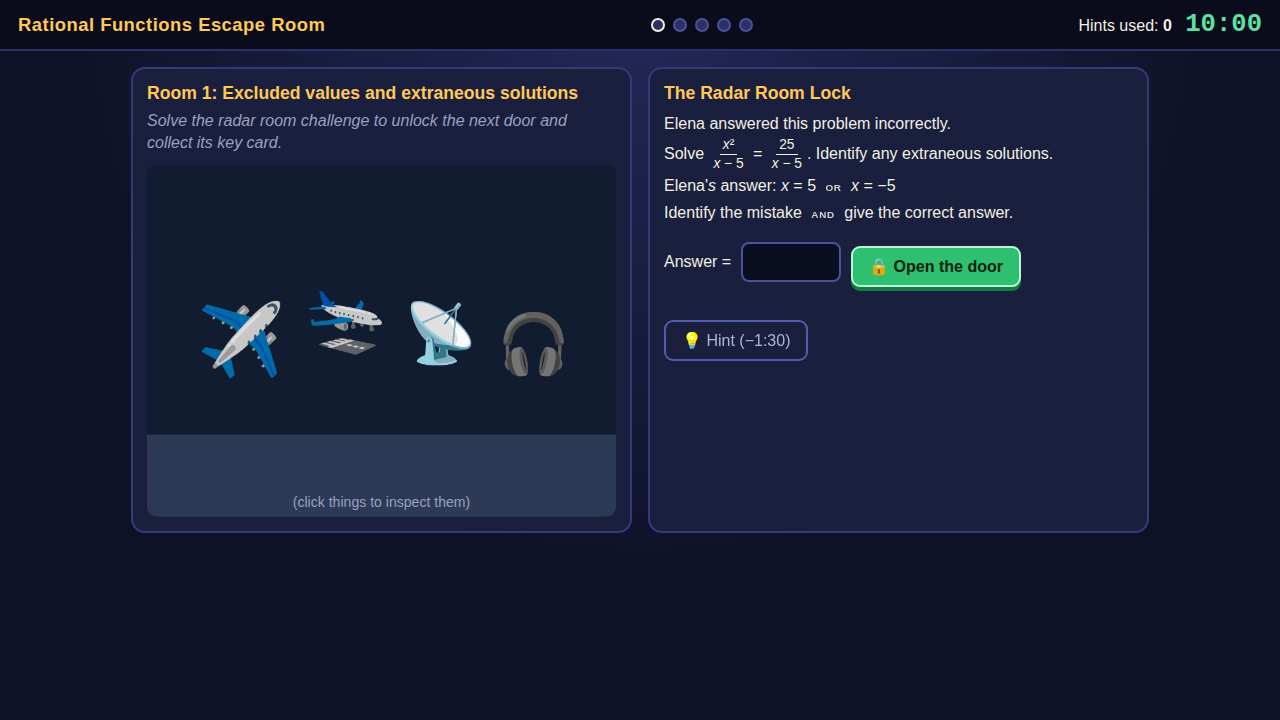 Rational Functions Escape Room
Hints used: 0 10:00
Room 1: Excluded values and extraneous solutions
Solve the radar room challenge to unlock the next door and
collect its key card.
(click things to inspect them)
The Radar Room Lock
Elena answered this problem incorrectly.
Solve x²/(x − 5) = 25/(x − 5). Identify any extraneous solutions.
Elena's answer: x = 5 OR x = −5
Identify the mistake AND give the correct answer.
Answer =
🔒 Open the door
💡 Hint (−1:30)